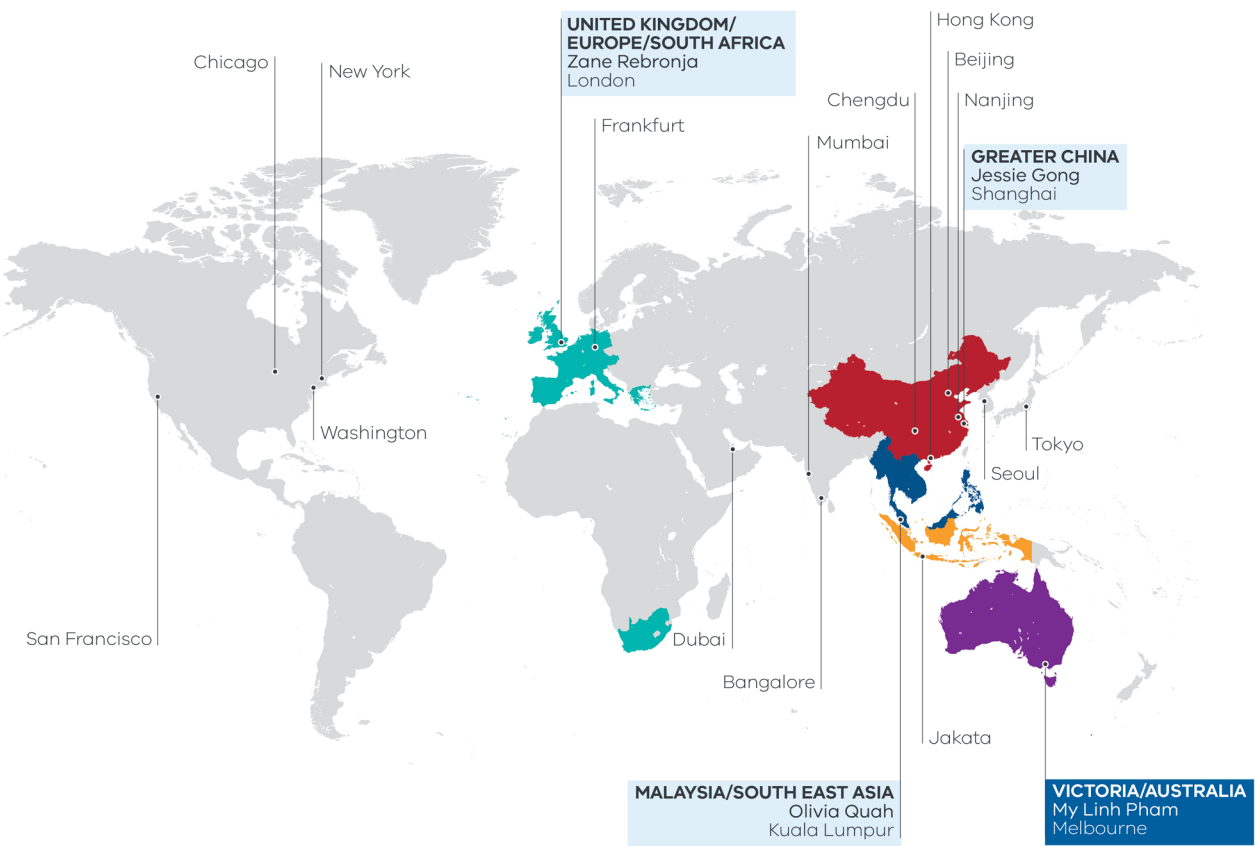 Hong Kong
UNITED KINGDOM/
EUROPE/SOUTH AFRICA
Zane Rebronja
London
Chicago
New York
Beijing
Chengdu
Nanjing
Frankfurt
Mumbai
GREATER CHINA
Jessie Gong
Shanghai
Washington
Tokyo
Seoul
San Francisco
Dubai
Bangalore
Jakata
MALAYSIA/SOUTH EAST ASIA
Olivia Quah
Kuala Lumpur
VICTORIA/AUSTRALIA
My Linh Pham
Melbourne